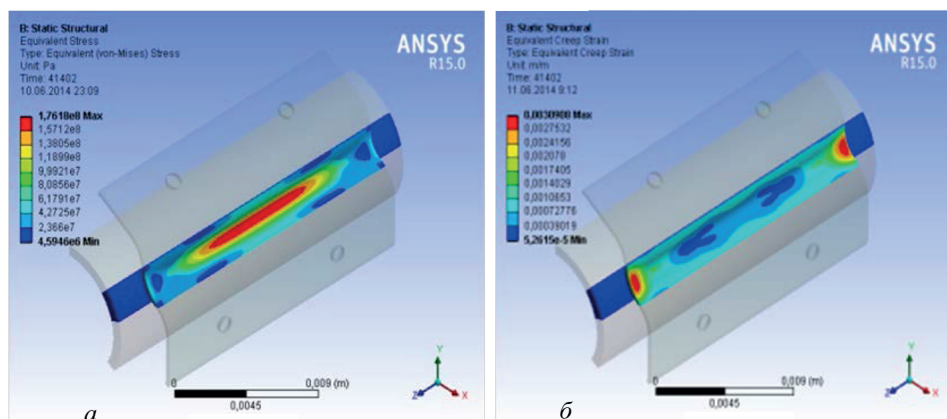 B: Static Structural
Equivalent Stress
Type: Equivalent (von-Mises) Stress
Unit: Pa
Time: 41402
10.06.2014 23:09
1,7618e8 Max
1,5712e8
1,3805e8
1,1899e8
9,9921e7
8,0856e7
6,1791e7
4,2725e7
2,366e7
4,5946e6 Min
ANSYS
R15.0
0
0,009 (m)
0,0045
Y
Z
X
а
B: Static Structural
Equivalent Creep Strain
Type: Equivalent Creep Strain
Unit: m/m
Time: 41402
11.06.2014 9:12
0,0030908 Max
0,0027532
0,0024156
0,002078
0,0017405
0,0014029
0,0010653
0,00072776
0,00039019
5,2615e-5 Min
ANSYS
R15.0
0
0,009 (m)
0,0045
Y
Z
X
б